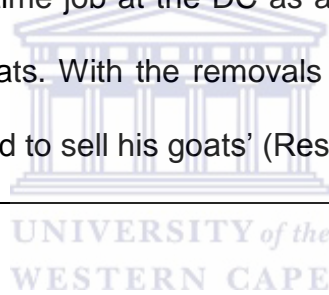 time job at the DC as a
ats. With the removals
d to sell his goats' (Res
UNIVERSITY of the
WESTERN CAPE